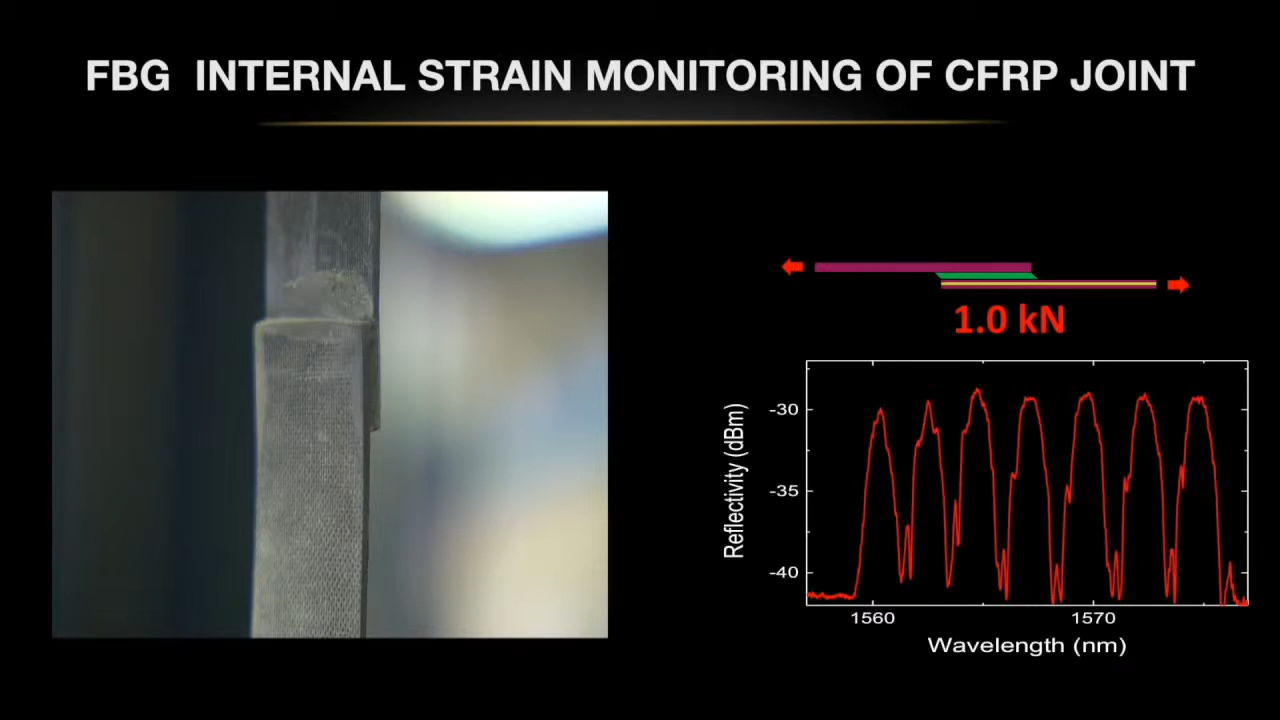 FBG INTERNAL STRAIN MONITORING OF CFRP JOINT
1.0 kN
Reflectivity (dBm)
-30
-35
-40
1560 1570
Wavelength (nm)